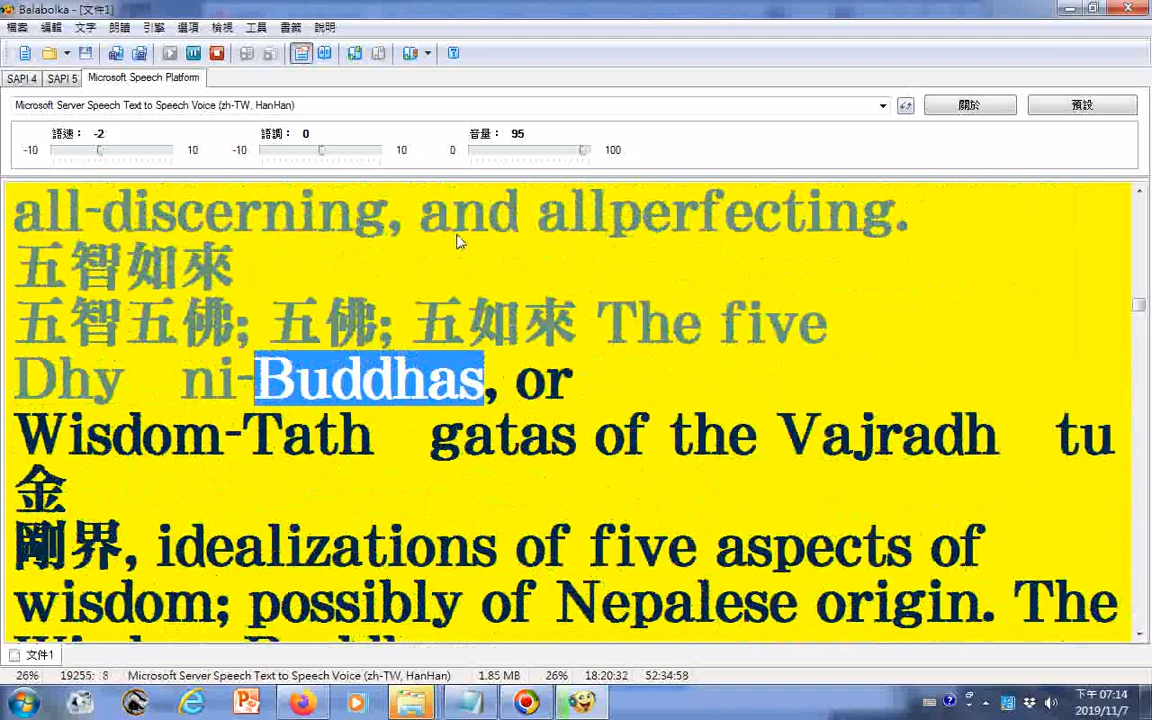 Balabolka - [文件1]
檔案 編輯 文字 朗讀 引擎 選項 檢視 工具 書籤 說明
SAPI 4 SAPI 5 Microsoft Speech Platform
Microsoft Server Speech Text to Speech Voice (zh-TW, HanHan) 關於 預設
語速： -2 語調： 0 音量： 95
-10 10 -10 10 0 100
all-discerning, and allperfecting.
五智如來
五智五佛; 五佛; 五如來 The five
Dhy ni-Buddhas, or
Wisdom-Tath gatas of the Vajradh tu
金
剛界, idealizations of five aspects of
wisdom; possibly of Nepalese origin. The
文件1
26% 19255: 8 Microsoft Server Speech Text to Speech Voice (zh-TW, HanHan) 1.85 MB 26% 18:20:32 52:34:58
下午 07:14
2019/11/7